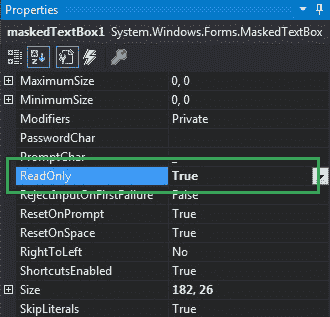 Properties
maskedTextBox1 System.Windows.Forms.MaskedTextBox
MaximumSize 0, 0
MinimumSize 0, 0
Modifiers Private
PasswordChar
PromptChar _
ReadOnly True
RejectInputOnFirstFailure False
ResetOnPrompt True
ResetOnSpace True
RightToLeft No
ShortcutsEnabled True
Size 182, 26
SkipLiterals True